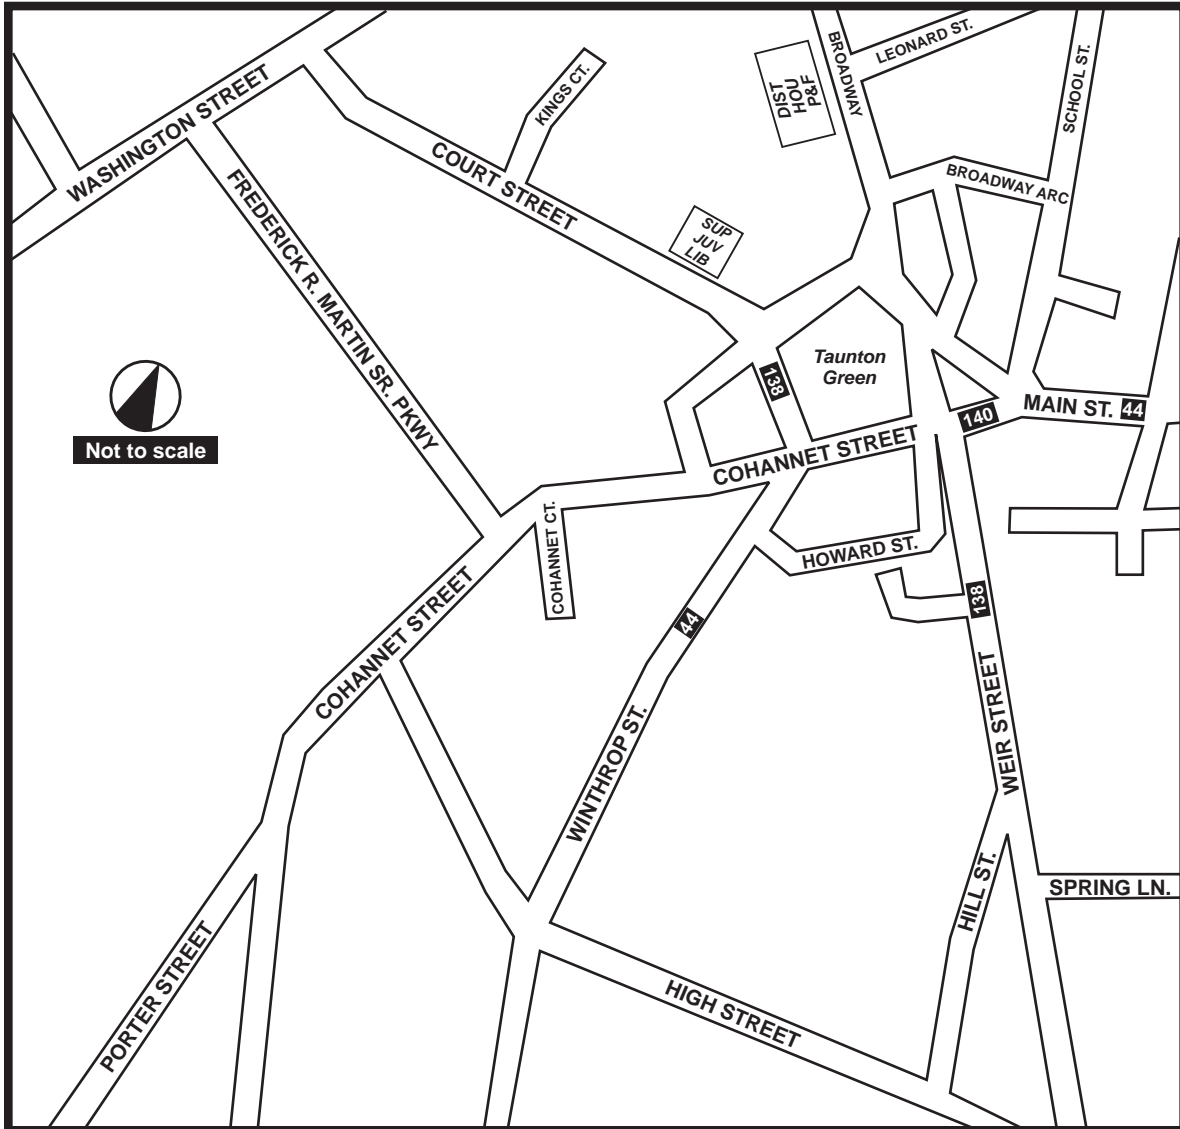 WASHINGTON STREET
KINGS CT.
COURT STREET
FREDERICK R. MARTIN SR. PKWY
DIST
HOU
P&F
BROADWAY
LEONARD ST.
SCHOOL ST.
BROADWAY ARC
SUP
JUV
LIB
Taunton
Green
138
Not to scale
COHANNET STREET
140
MAIN ST. 44
COHANNET CT.
HOWARD ST.
COHANNET STREET
44
138
WINTHROP ST.
WEIR STREET
HILL ST.
SPRING LN.
PORTER STREET
HIGH STREET